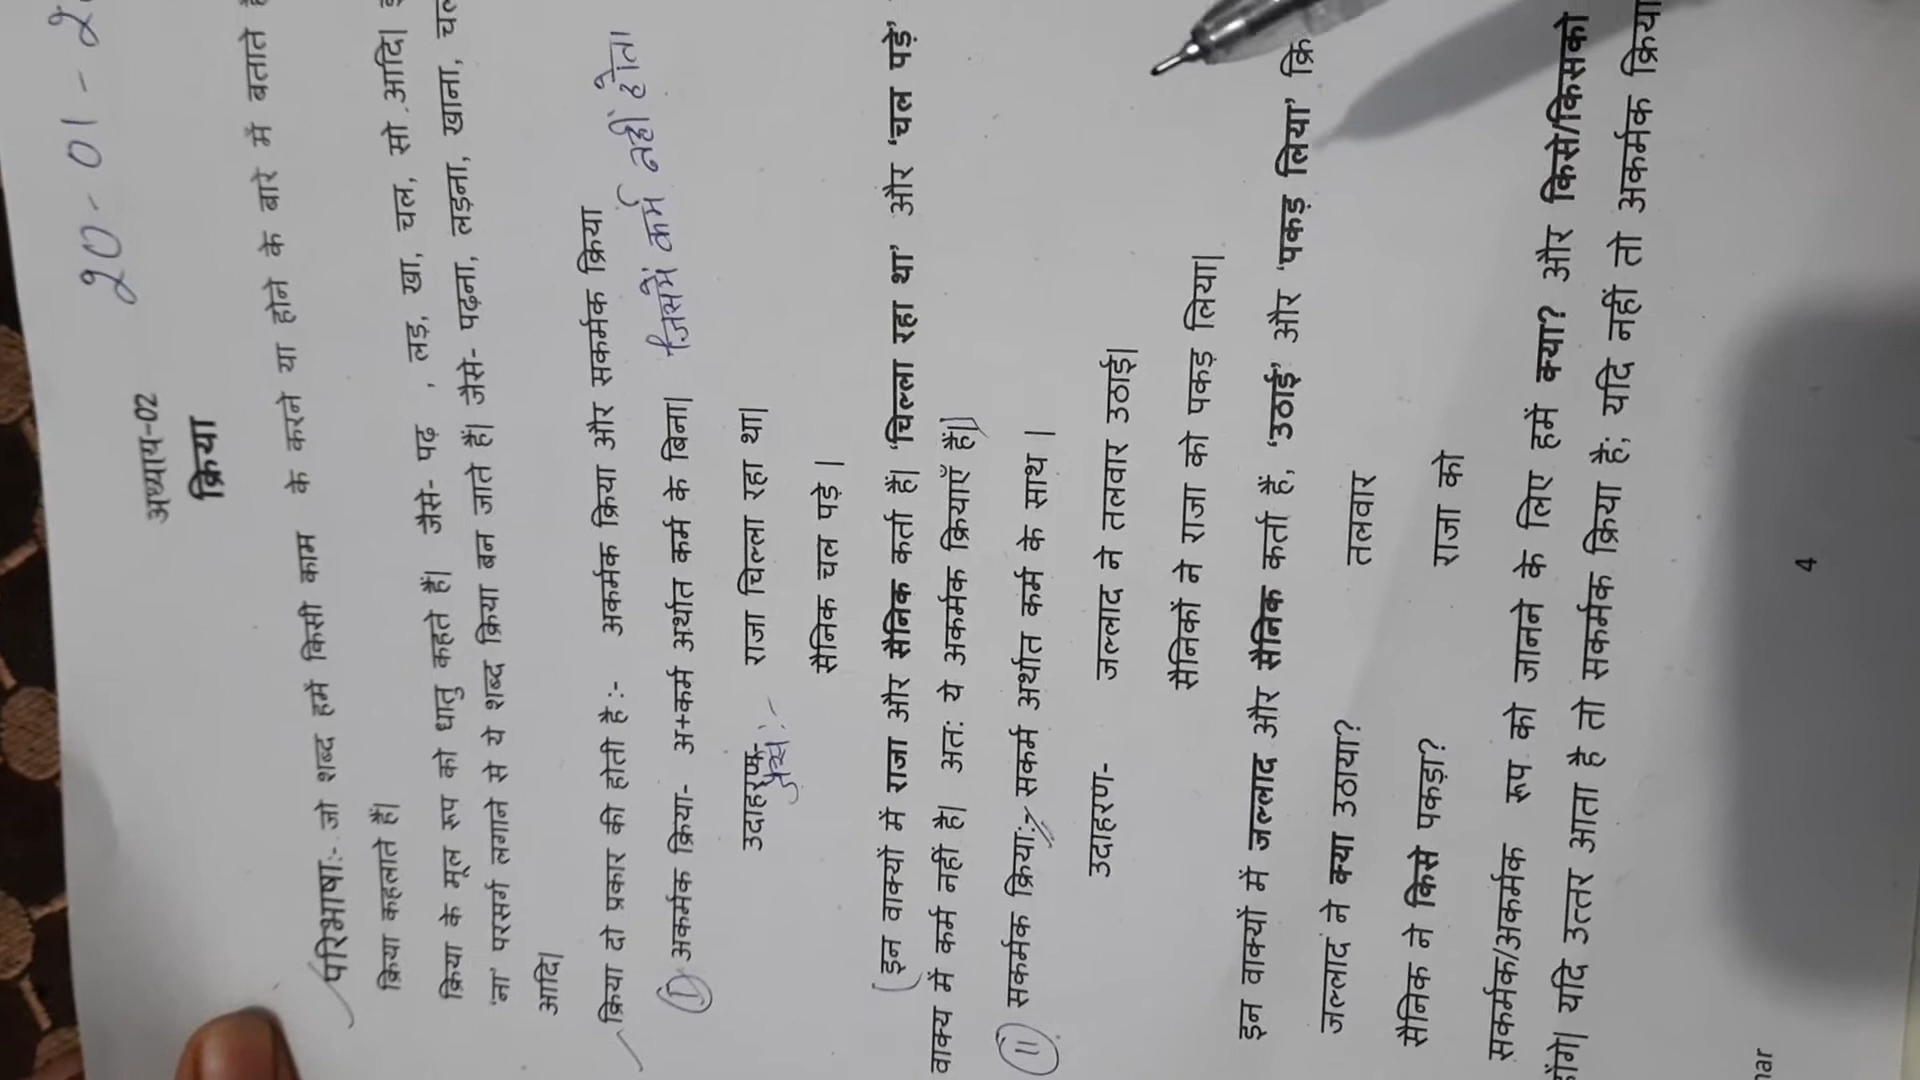 20-01-2
अध्याय-02
क्रिया
परिभाषा:- जो शब्द हमें किसी काम के करने या होने के बारे में बताते
क्रिया कहलाते हैं।
क्रिया के मूल रूप को धातु कहते हैं। जैसे- पढ़ , लड़, खा, चल, सो आदि।
'ना' परसर्ग लगाने से ये शब्द क्रिया बन जाते हैं। जैसे- पढ़ना, लड़ना, खाना,
आदि।
क्रिया दो प्रकार की होती है:- अकर्मक क्रिया और सकर्मक क्रिया
जिसमें कर्म नहीं होता
(i) अकर्मक क्रिया- अ+कर्म अर्थात कर्म के बिना।
उदाहरण- राजा चिल्ला रहा था।
जैसे:-
सैनिक चल पड़े |
(इन वाक्यों में राजा और सैनिक कर्ता हैं। 'चिल्ला रहा था' और 'चल पड़े'
वाक्य में कर्म नहीं है। अत: ये अकर्मक क्रियाएँ हैं।)
(ii) सकर्मक क्रिया:- सकर्म अर्थात कर्म के साथ |
उदाहरण- जल्लाद ने तलवार उठाई।
सैनिकों ने राजा को पकड़ लिया।
इन वाक्यों में जल्लाद और सैनिक कर्ता हैं, 'उठाई' और 'पकड़ लिया' क्रि
जल्लाद ने क्या उठाया? तलवार
सैनिक ने किसे पकड़ा? राजा को
सकर्मक/अकर्मक रूप को जानने के लिए हमें क्या? और किसे/किसको
होंगे। यदि उत्तर आता है तो सकर्मक क्रिया है; यदि नहीं तो अकर्मक क्रिया
4
mar